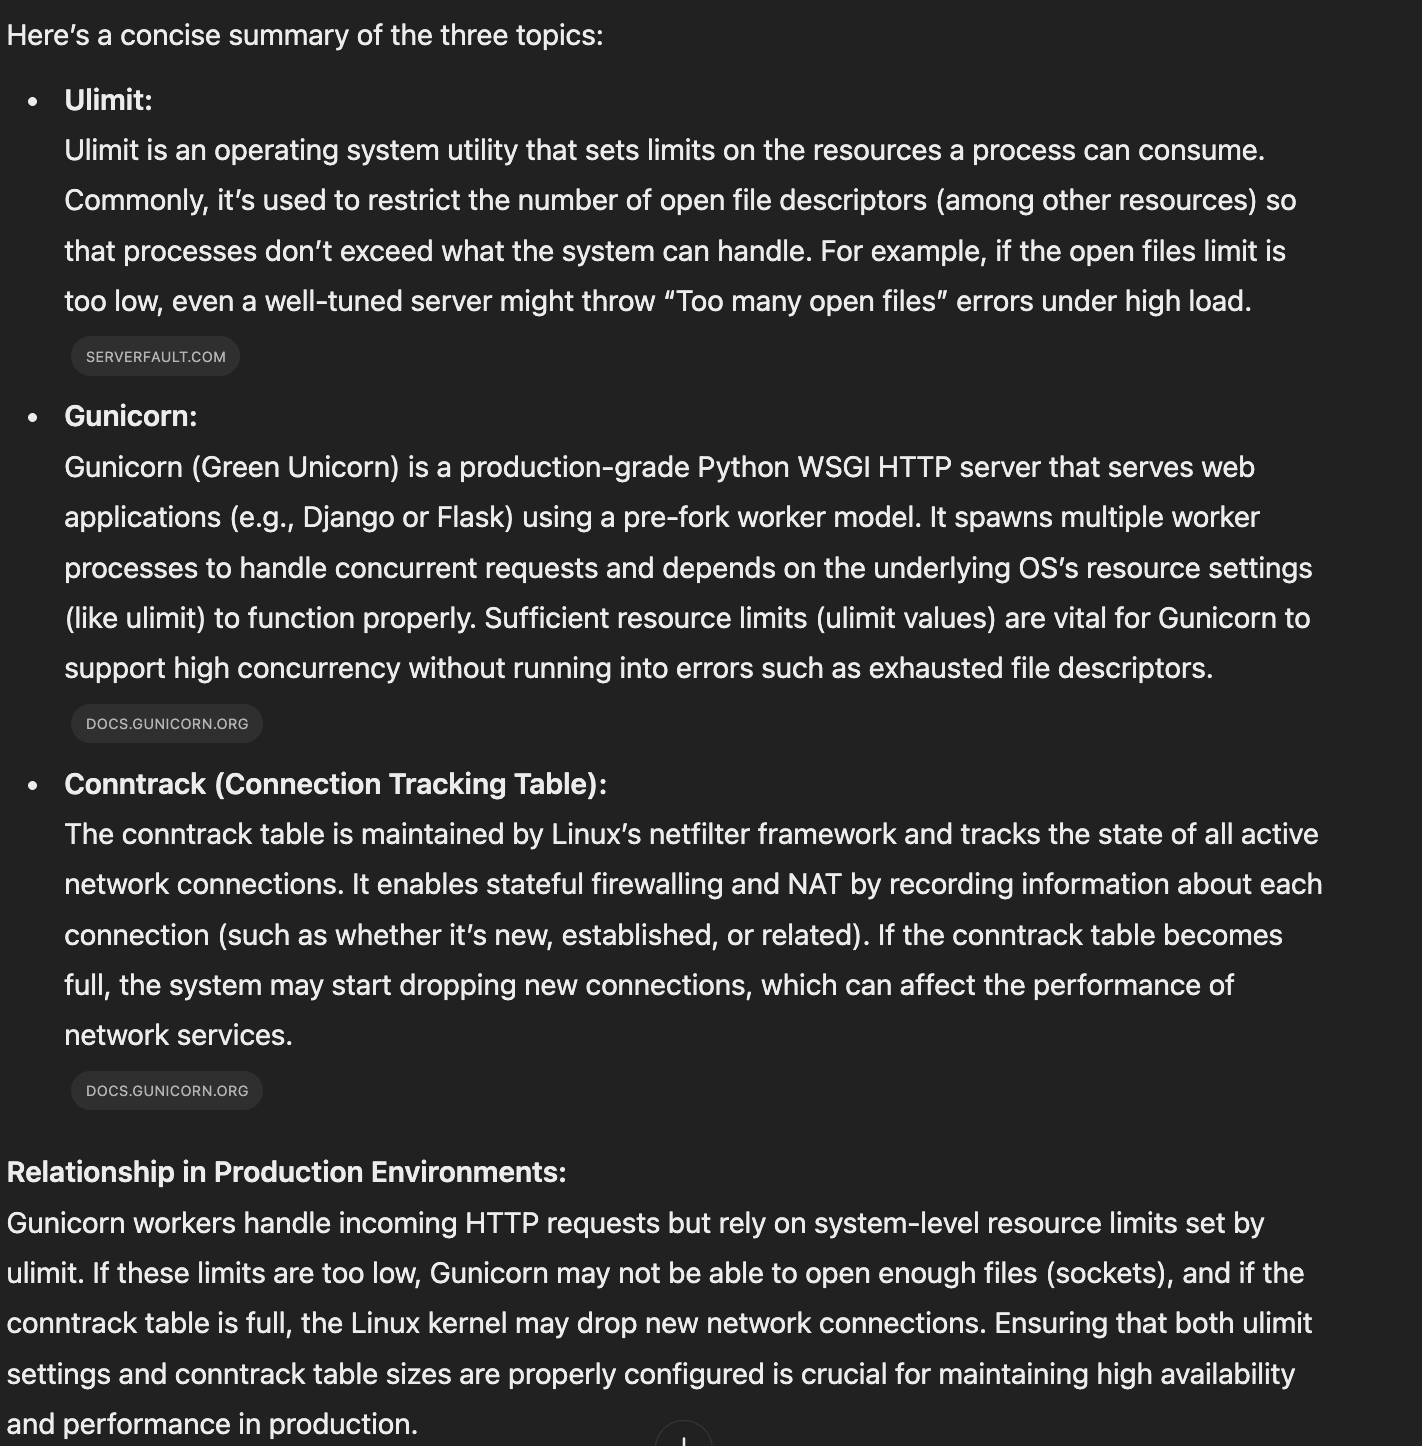 Here’s a concise summary of the three topics:
• Ulimit:
Ulimit is an operating system utility that sets limits on the resources a process can consume.
Commonly, it’s used to restrict the number of open file descriptors (among other resources) so
that processes don’t exceed what the system can handle. For example, if the open files limit is
too low, even a well-tuned server might throw “Too many open files” errors under high load.
SERVERFAULT.COM
• Gunicorn:
Gunicorn (Green Unicorn) is a production-grade Python WSGI HTTP server that serves web
applications (e.g., Django or Flask) using a pre-fork worker model. It spawns multiple worker
processes to handle concurrent requests and depends on the underlying OS’s resource settings
(like ulimit) to function properly. Sufficient resource limits (ulimit values) are vital for Gunicorn to
support high concurrency without running into errors such as exhausted file descriptors.
DOCS.GUNICORN.ORG
• Conntrack (Connection Tracking Table):
The conntrack table is maintained by Linux’s netfilter framework and tracks the state of all active
network connections. It enables stateful firewalling and NAT by recording information about each
connection (such as whether it’s new, established, or related). If the conntrack table becomes
full, the system may start dropping new connections, which can affect the performance of
network services.
DOCS.GUNICORN.ORG
Relationship in Production Environments:
Gunicorn workers handle incoming HTTP requests but rely on system-level resource limits set by
ulimit. If these limits are too low, Gunicorn may not be able to open enough files (sockets), and if the
conntrack table is full, the Linux kernel may drop new network connections. Ensuring that both ulimit
settings and conntrack table sizes are properly configured is crucial for maintaining high availability
and performance in production.